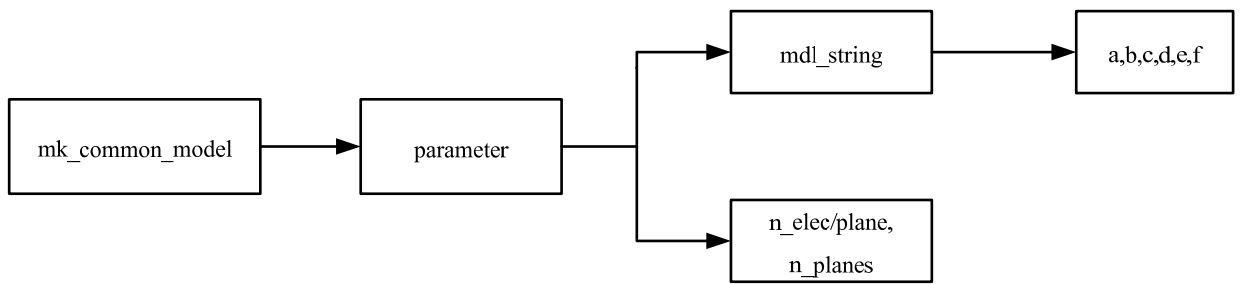 mk_common_model
parameter
mdl_string
a,b,c,d,e,f
n_elec/plane,
n_planes